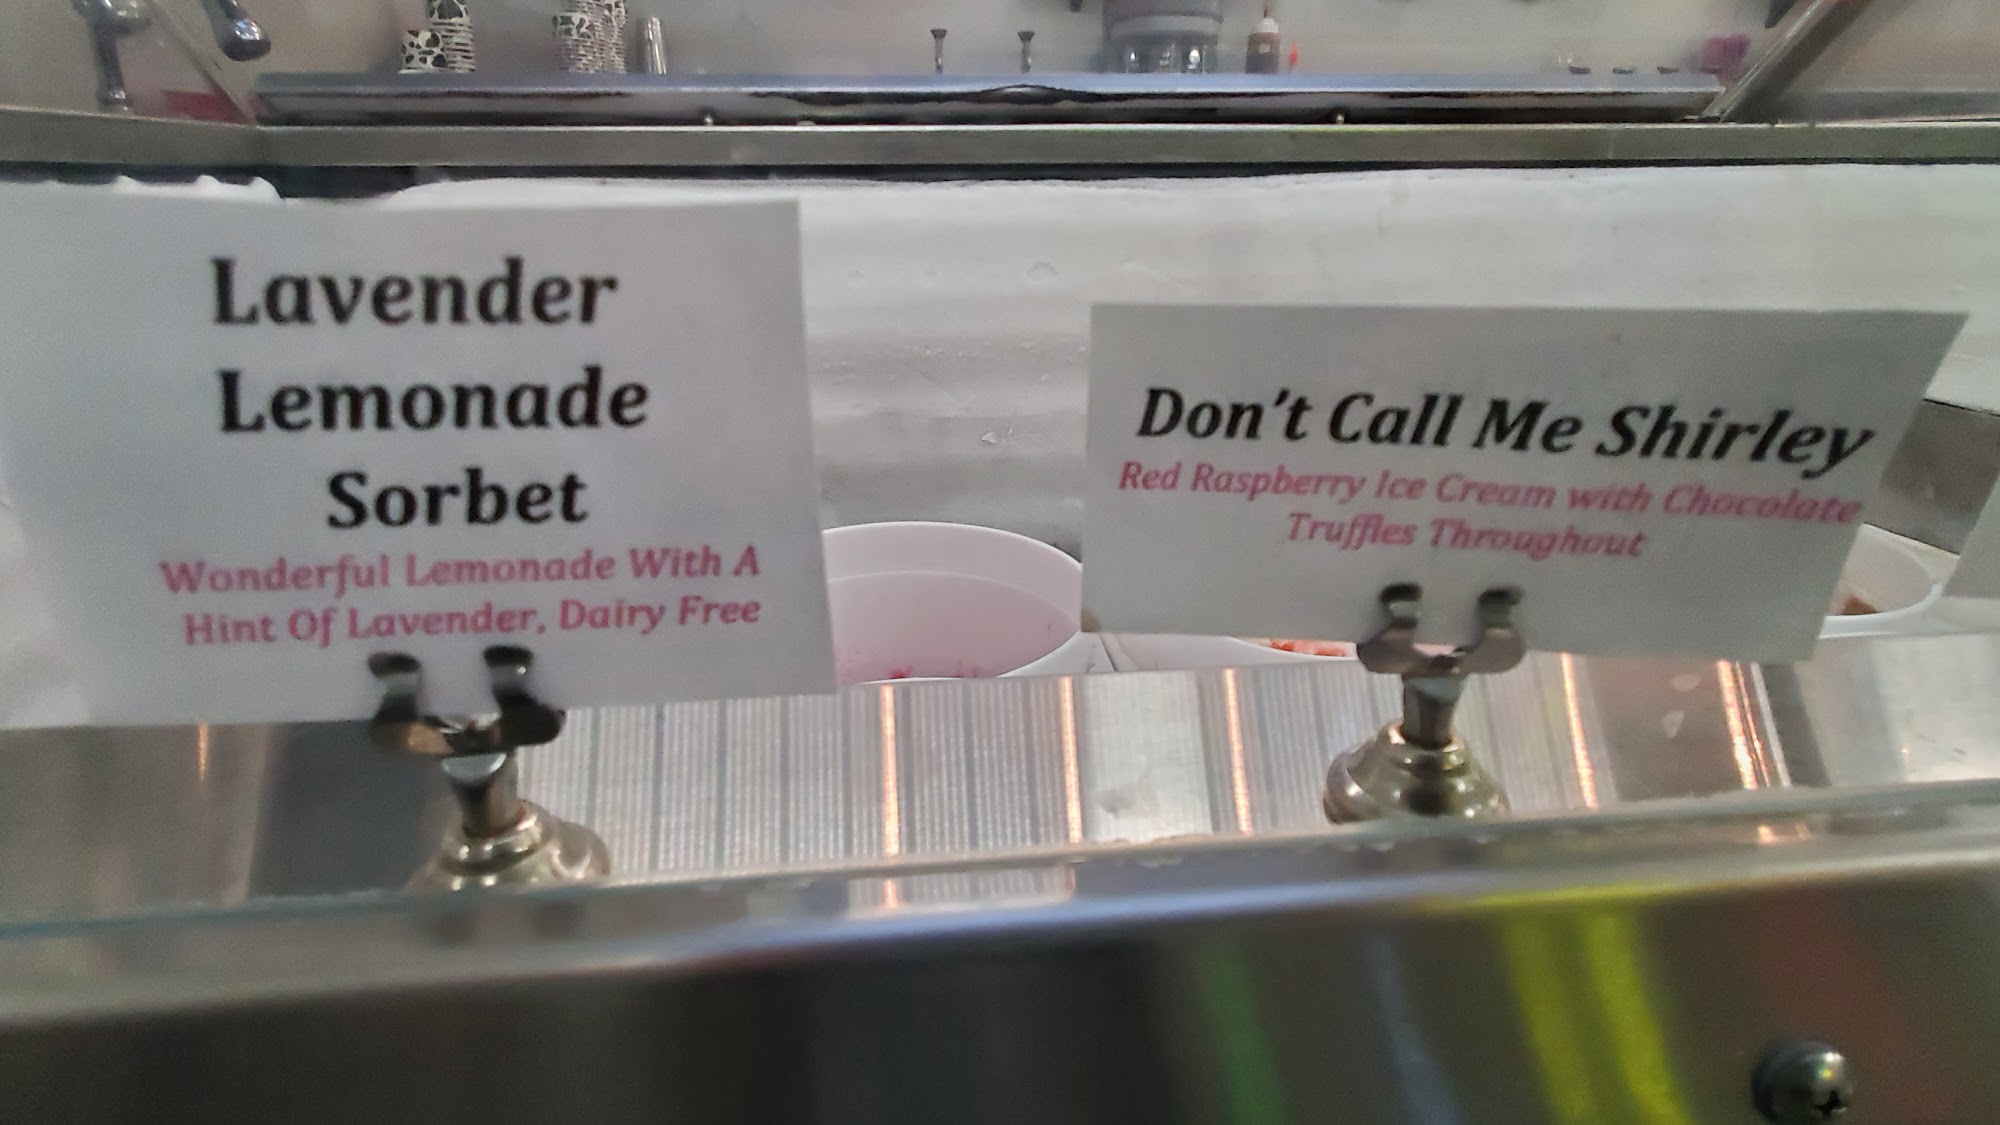 Lavender
Lemonade
Sorbet
Wonderful Lemonade With A
Hint Of Lavender, Dairy Free
Don't Call Me Shirley
Red Raspberry Ice Cream with Chocolate
Truffles Throughout